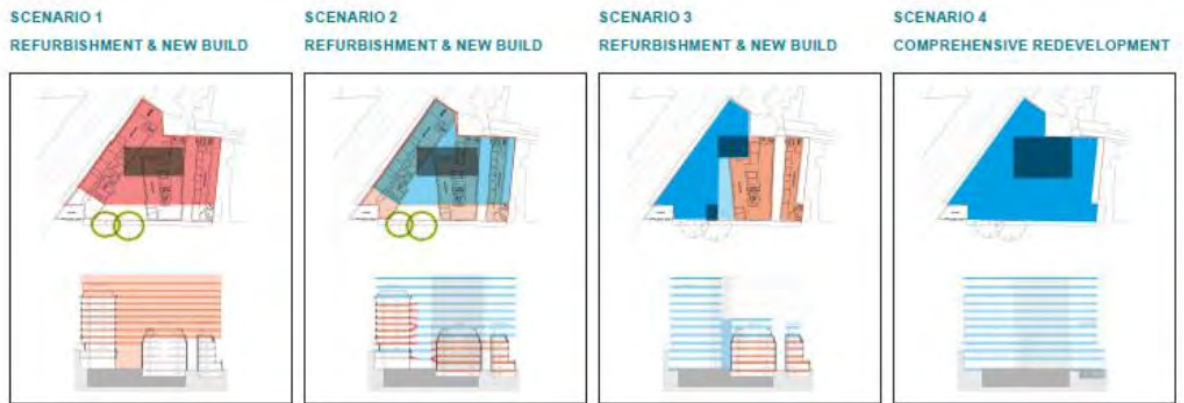 SCENARIO 1
REFURBISHMENT & NEW BUILD
SCENARIO 2
REFURBISHMENT & NEW BUILD
SCENARIO 3
REFURBISHMENT & NEW BUILD
SCENARIO 4
COMPREHENSIVE REDEVELOPMENT